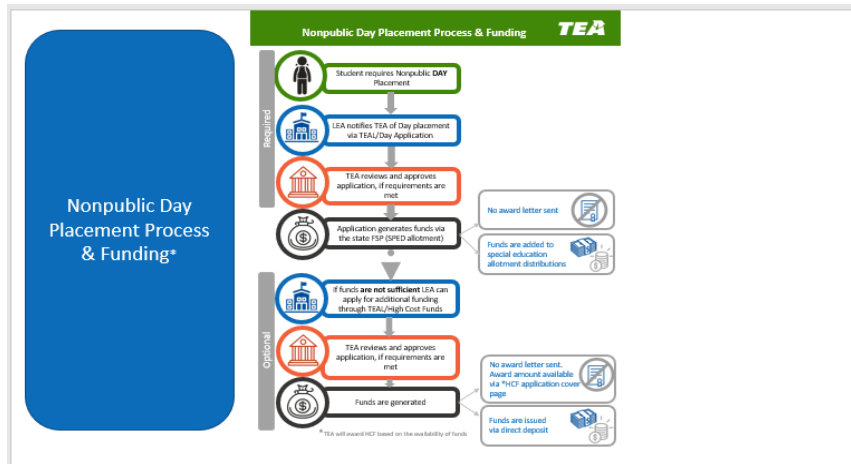 Nonpublic Day
Placement Process
& Funding*
Nonpublic Day Placement Process & Funding
TEA
Required
Student requires Nonpublic DAY
Placement
LEA notifies TEA of Day placement
via TEAL/Day Application
TEA reviews and approves
application, if requirements are
met
Application generates funds via
the state FSP (SPED allotment)
No award letter sent
Funds are added to
special education
allotment distributions
Optional
If funds are not sufficient LEA can
apply for additional funding
through TEAL/High Cost Funds
TEA reviews and approves
application, if requirements are
met
Funds are generated
No award letter sent.
Award amount available
via *HCF application cover
page
Funds are issued
via direct deposit
*TEA will award HCF based on the availability of funds